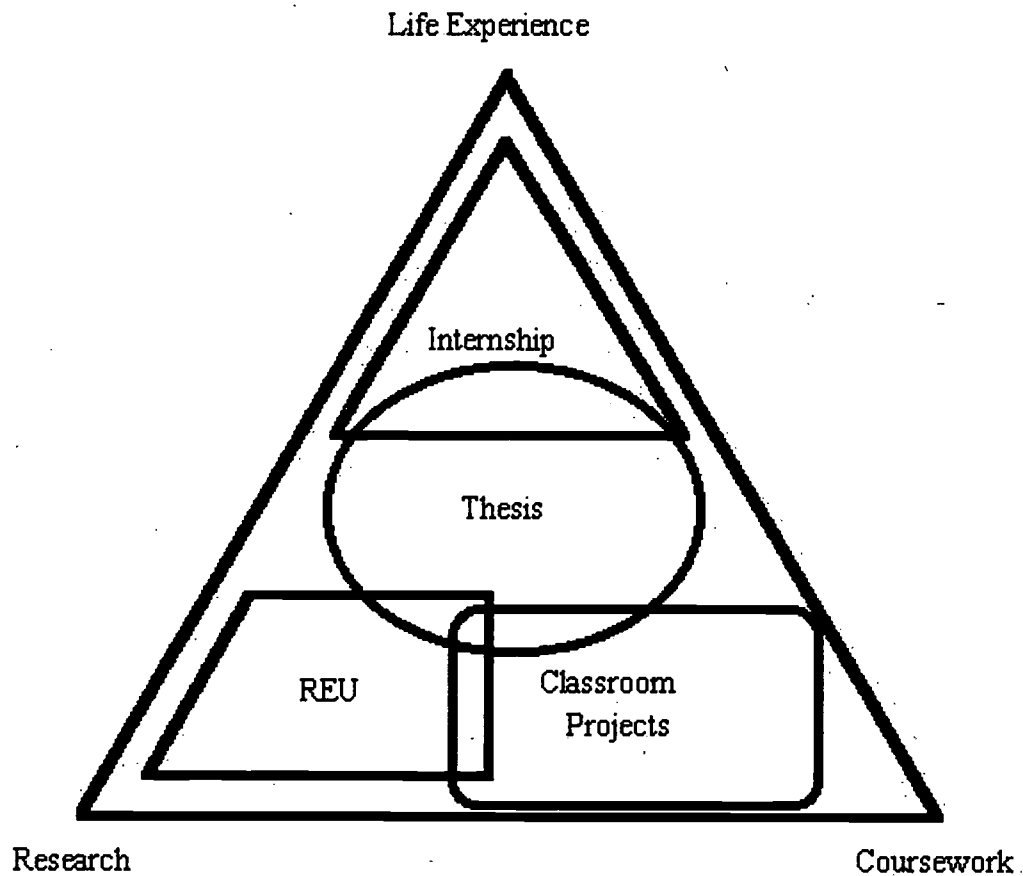 Life Experience
Internship
Thesis
REU
Classroom
Projects
Research
Coursework